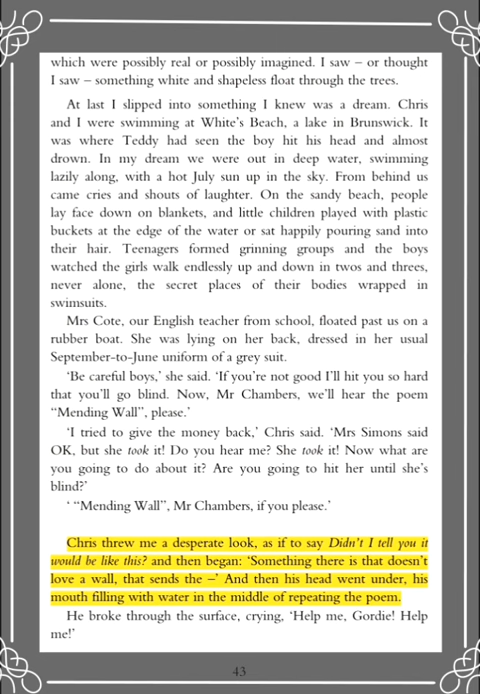 which were possibly real or possibly imagined. I saw – or thought
I saw – something white and shapeless float through the trees.
At last I slipped into something I knew was a dream. Chris
and I were swimming at White's Beach, a lake in Brunswick. It
was where Teddy had seen the boy hit his head and almost
drown. In my dream we were out in deep water, swimming
lazily along, with a hot July sun up in the sky. From behind us
came cries and shouts of laughter. On the sandy beach, people
lay face down on blankets, and little children played with plastic
buckets at the edge of the water or sat happily pouring sand into
their hair. Teenagers formed grinning groups and the boys
watched the girls walk endlessly up and down in twos and threes,
never alone, the secret places of their bodies wrapped in
swimsuits.
Mrs Cote, our English teacher from school, floated past us on a
rubber boat. She was lying on her back, dressed in her usual
September-to-June uniform of a grey suit.
‘Be careful boys,’ she said. ‘If you're not good I'll hit you so hard
that you'll go blind. Now, Mr Chambers, we'll hear the poem
“Mending Wall”, please.’
‘I tried to give the money back,’ Chris said. ‘Mrs Simons said
OK, but she took it! Do you hear me? She took it! Now what are
you going to do about it? Are you going to hit her until she's
blind?’
‘ “Mending Wall”, Mr Chambers, if you please.’
Chris threw me a desperate look, as if to say Didn't I tell you it
would be like this? and then began: ‘Something there is that doesn't
love a wall, that sends the –’ And then his head went under, his
mouth filling with water in the middle of repeating the poem.
He broke through the surface, crying, ‘Help me, Gordie! Help
me!’
43